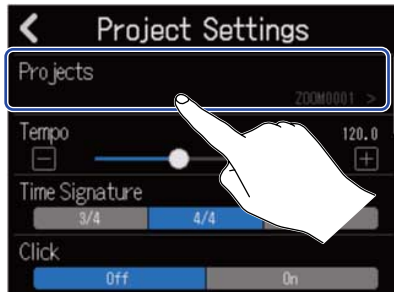 Project Settings
Projects
ZOOM0001 >
Tempo
120.0
Time Signature
3/4
4/4
Click
Off
On